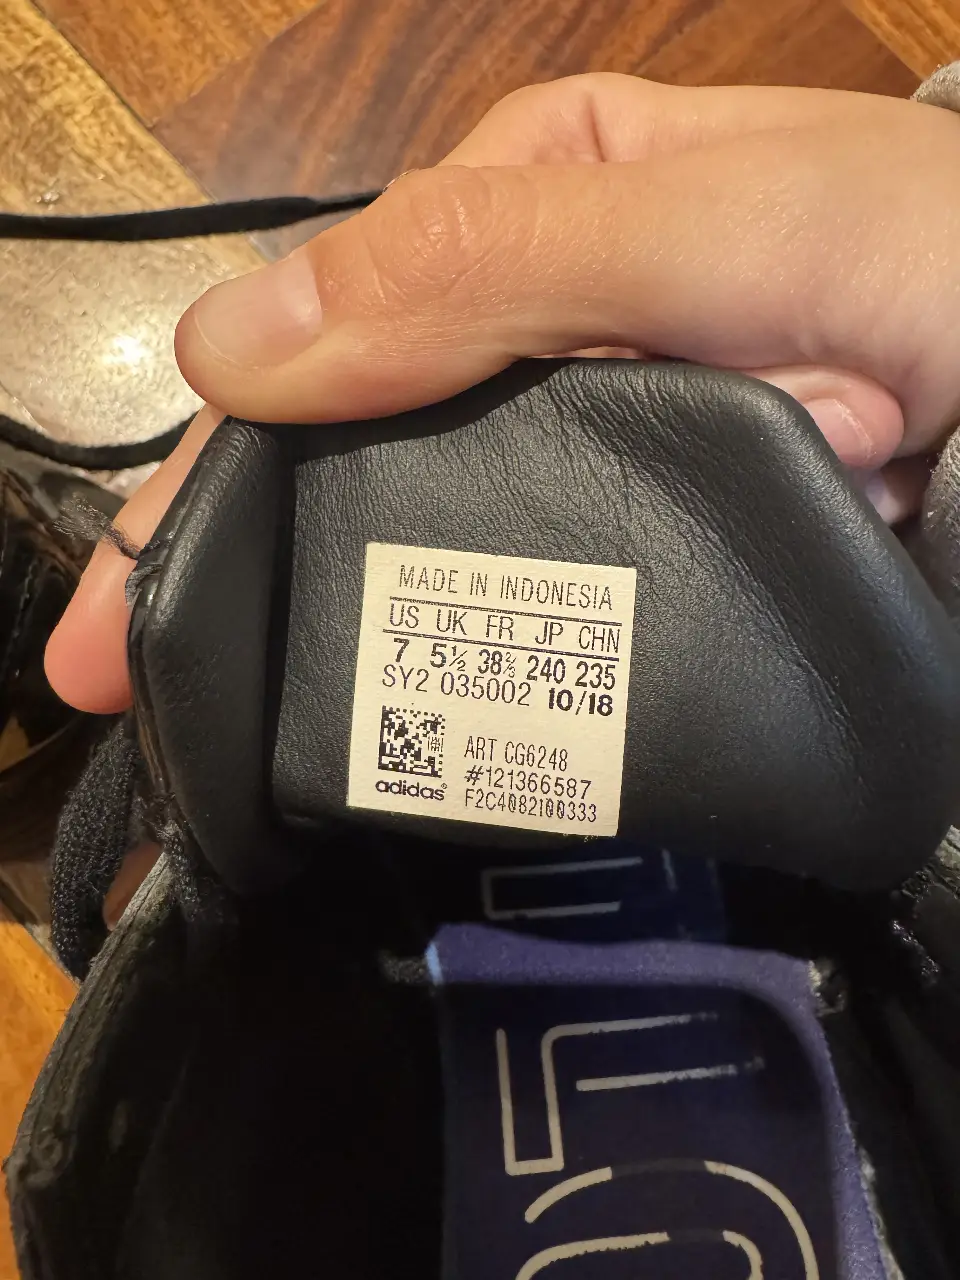 MADE IN INDONESIA
US UK FR JP CHN
7 5½ 38⅔ 240 235
SY2 035002 10/18
ART CG6248
#121366587
adidas®
F2C4082I00333